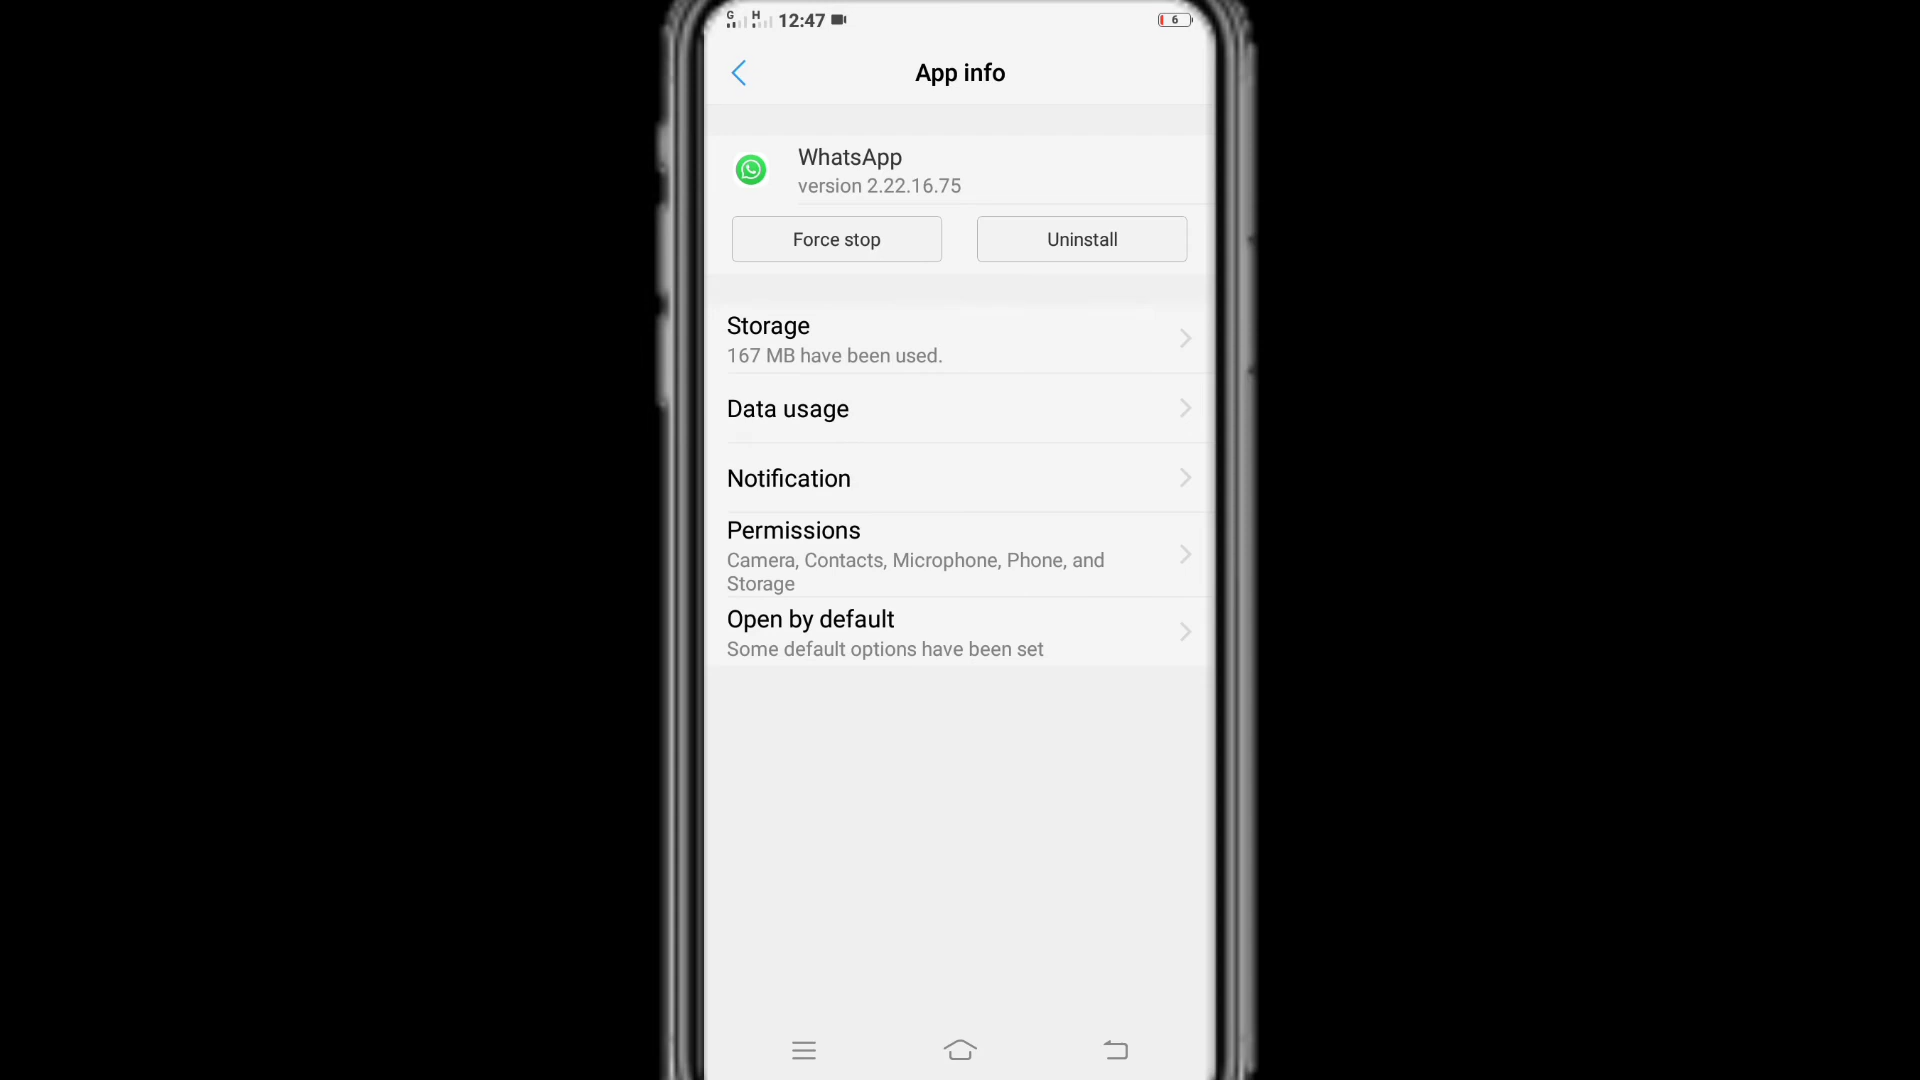 G H 12:47 6
App info
WhatsApp
version 2.22.16.75
Force stop Uninstall
Storage
167 MB have been used.
Data usage
Notification
Permissions
Camera, Contacts, Microphone, Phone, and
Storage
Open by default
Some default options have been set